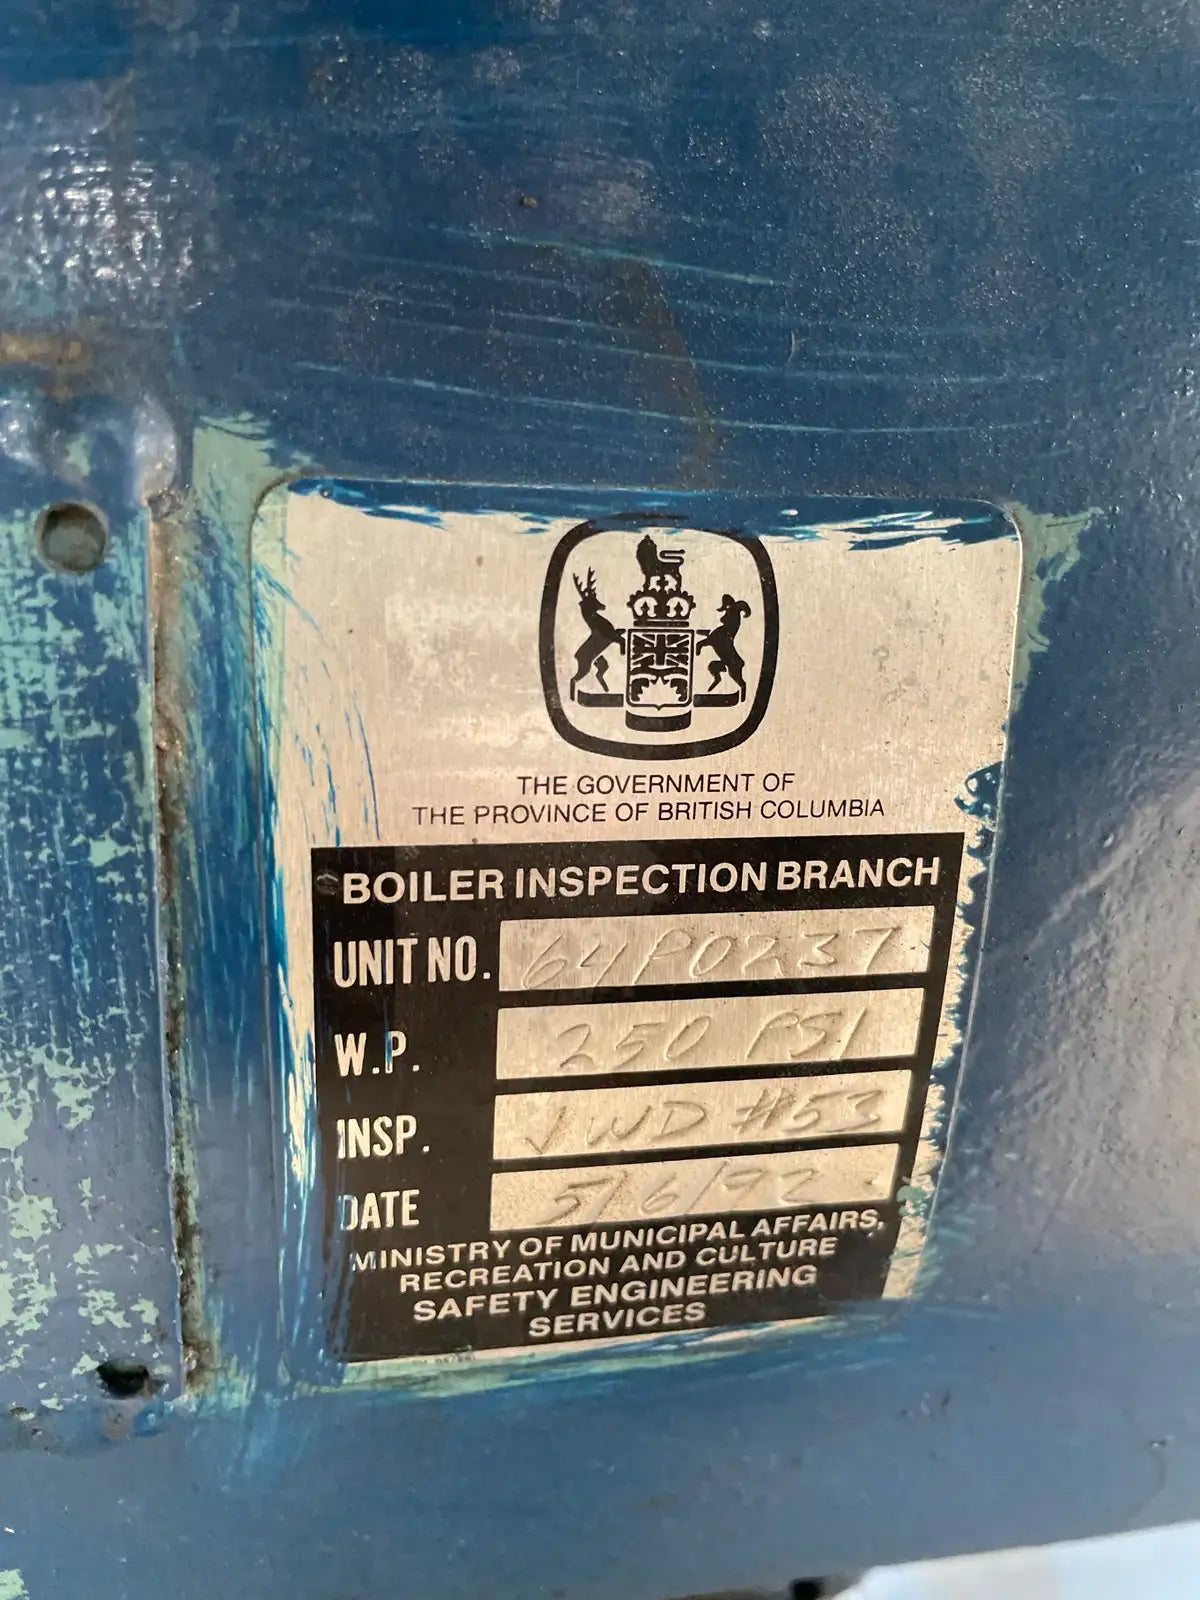 THE GOVERNMENT OF
THE PROVINCE OF BRITISH COLUMBIA
BOILER INSPECTION BRANCH
UNIT NO. 64P0237
W.P. 250 PSI
INSP. JWD #53
DATE 5/6/92
MINISTRY OF MUNICIPAL AFFAIRS,
RECREATION AND CULTURE
SAFETY ENGINEERING
SERVICES